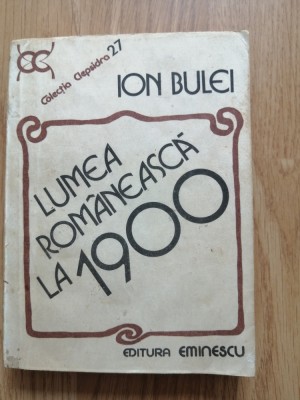 Colecția Clepsidra 27
ION BULEI
LUMEA
ROMÂNEASCĂ
LA 1900
EDITURA EMINESCU